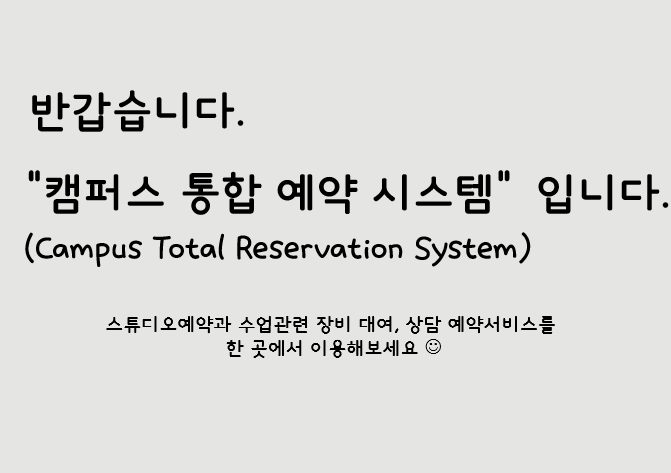 반갑습니다.
"캠퍼스 통합 예약 시스템" 입니다.
(Campus Total Reservation System)
스튜디오예약과 수업관련 장비 대여, 상담 예약서비스를
한 곳에서 이용해보세요 ☺